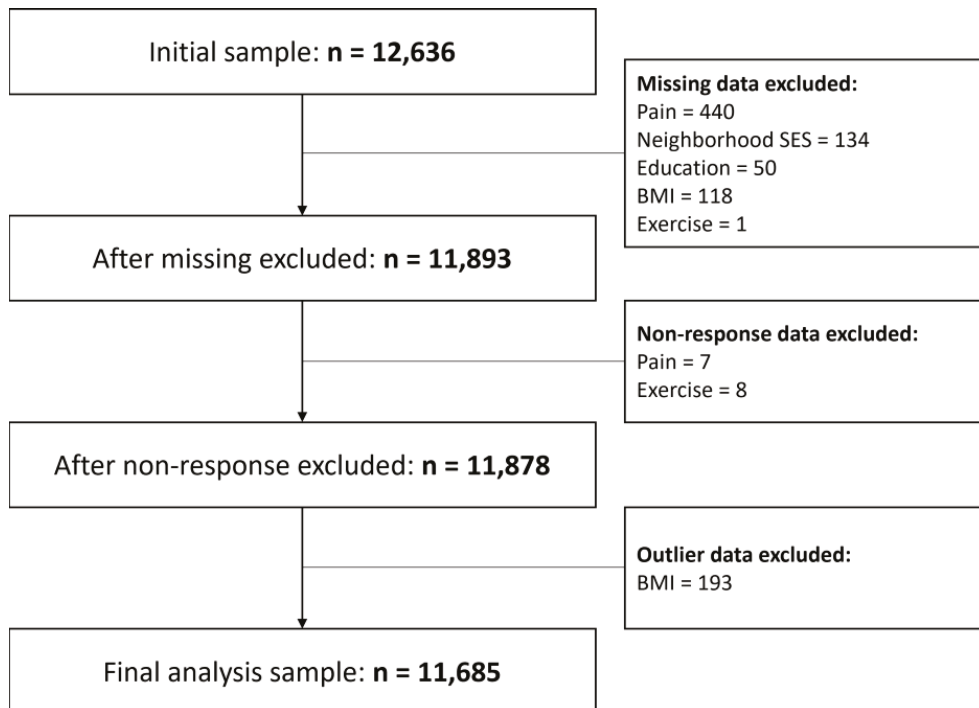 Initial sample: n = 12,636
Missing data excluded:
Pain = 440
Neighborhood SES = 134
Education = 50
BMI = 118
Exercise = 1
After missing excluded: n = 11,893
Non-response data excluded:
Pain = 7
Exercise = 8
After non-response excluded: n = 11,878
Outlier data excluded:
BMI = 193
Final analysis sample: n = 11,685